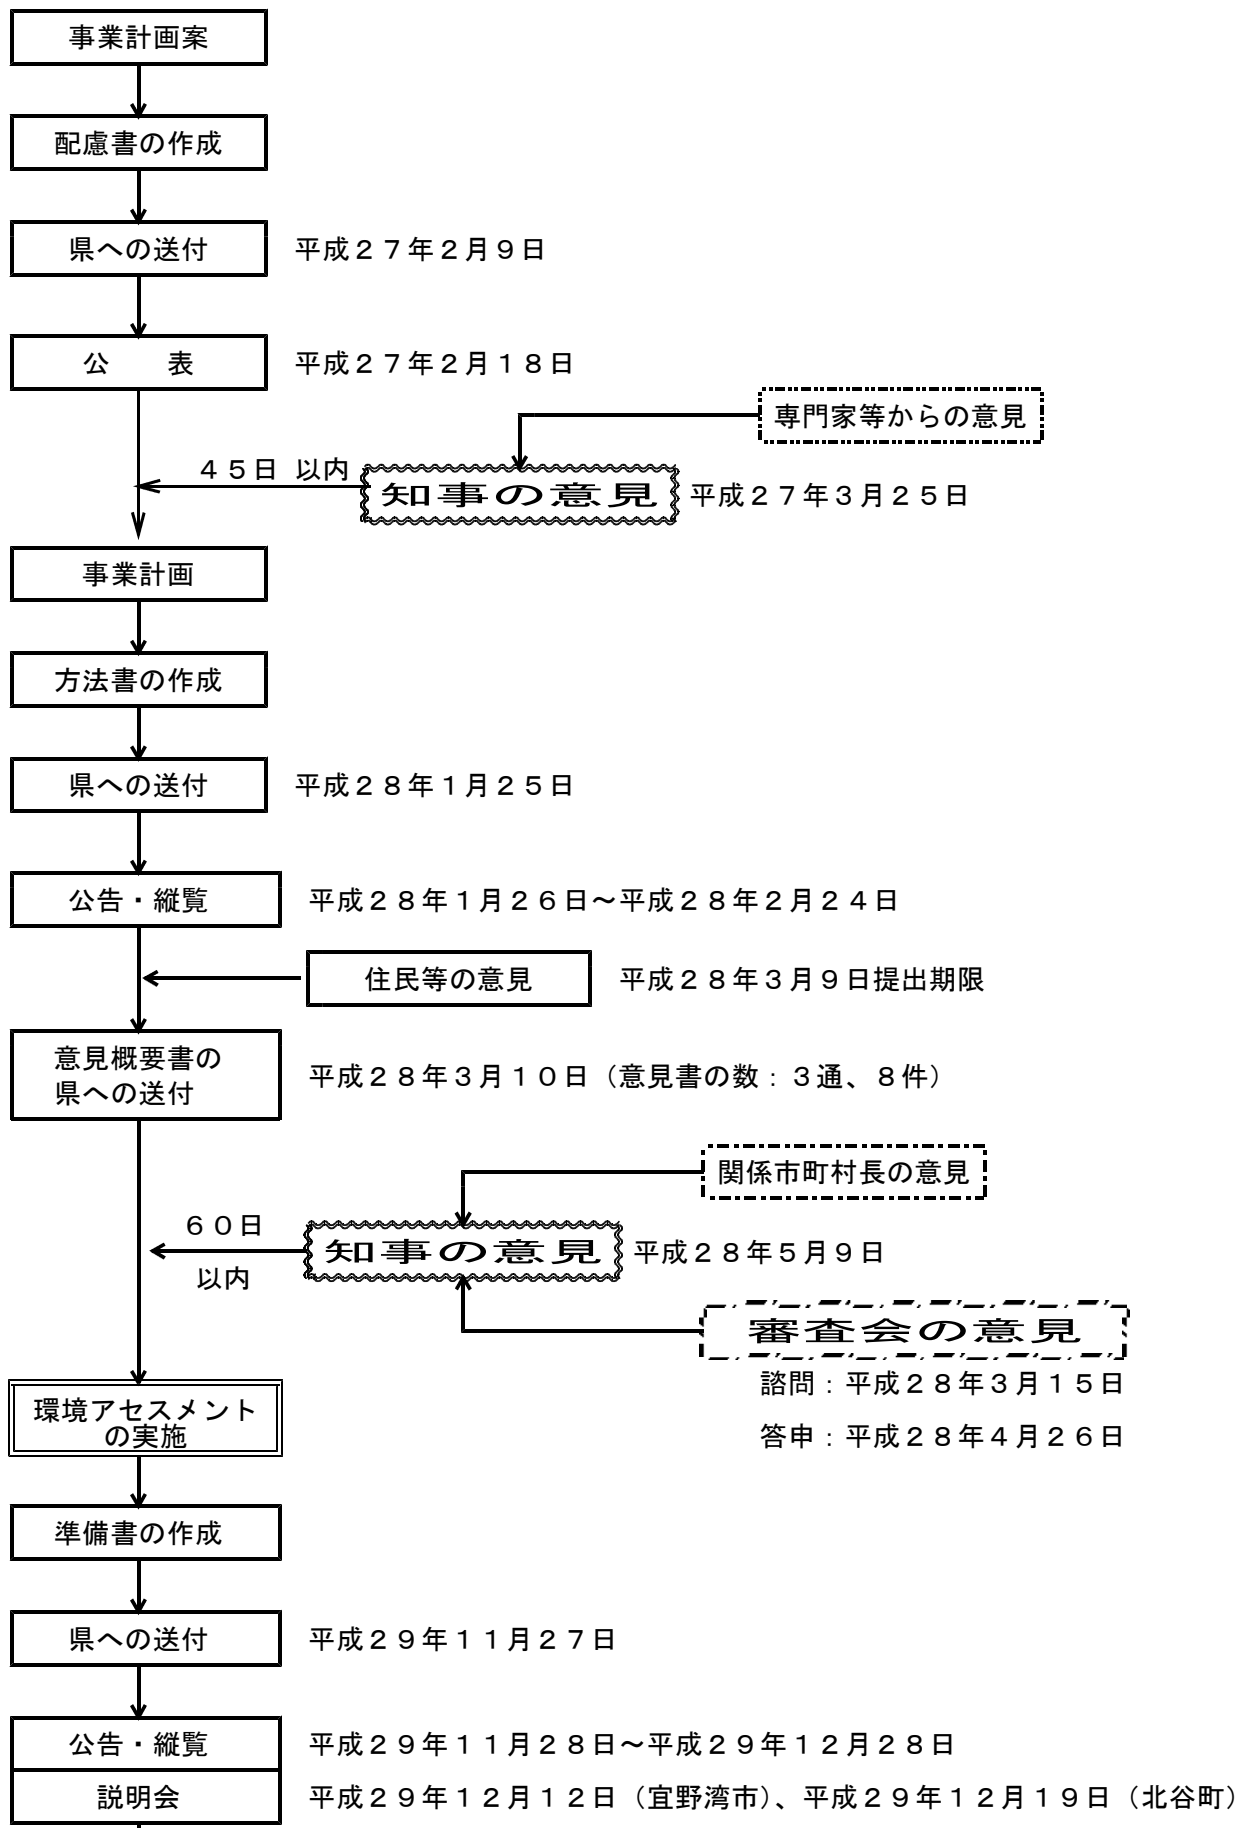 事業計画案
配慮書の作成
県への送付　平成２７年２月９日
公　　表　平成２７年２月１８日
専門家等からの意見
４５日 以内
知事の意見　平成２７年３月２５日
事業計画
方法書の作成
県への送付　平成２８年１月２５日
公告・縦覧　平成２８年１月２６日～平成２８年２月２４日
住民等の意見　平成２８年３月９日提出期限
意見概要書の
県への送付
平成２８年３月１０日（意見書の数：３通、８件）
関係市町村長の意見
６０日
以内
知事の意見　平成２８年５月９日
審査会の意見
諮問：平成２８年３月１５日
答申：平成２８年４月２６日
環境アセスメント
の実施
準備書の作成
県への送付　平成２９年１１月２７日
公告・縦覧　平成２９年１１月２８日～平成２９年１２月２８日
説明会　平成２９年１２月１２日（宜野湾市）、平成２９年１２月１９日（北谷町）